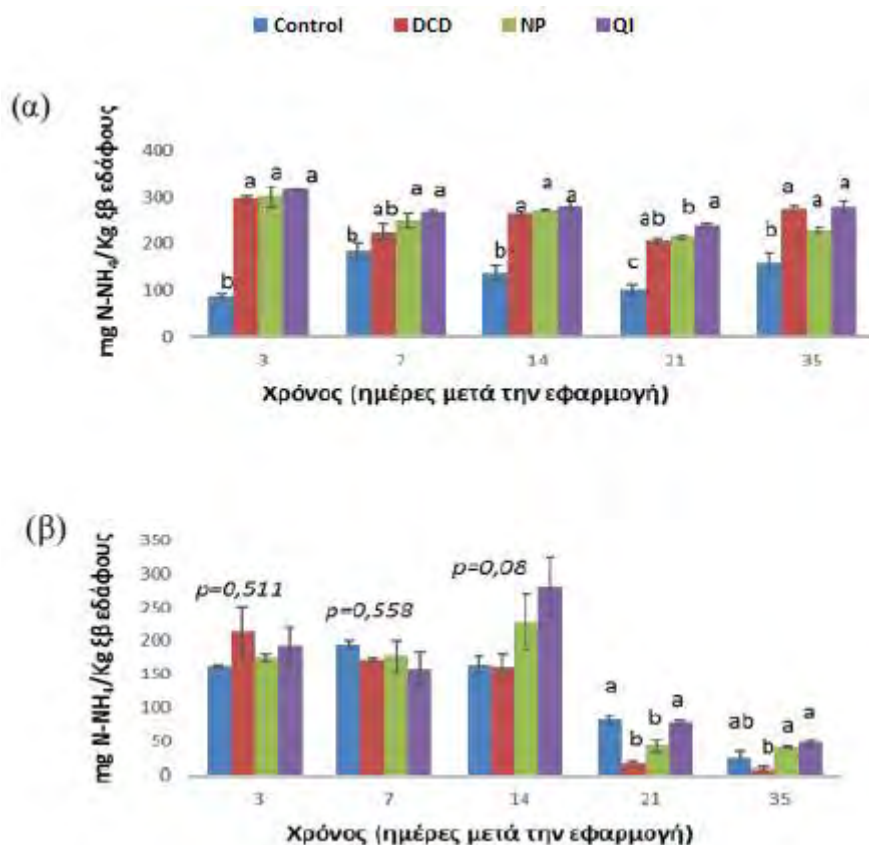 Control DCD NP QI
(α)
mg N-NH₄/Kg ξβ εδάφους
400
300
200
100
0
b a a a
b ab a a
b a a a
c ab b a
b a a a
3 7 14 21 35
Χρόνος (ημέρες μετά την εφαρμογή)
(β)
mg N-NH₄/Kg ξβ εδάφους
350
300
250
200
150
100
50
0
p=0,511 p=0,558 p=0,08
a b b a
ab b a a
3 7 14 21 35
Χρόνος (ημέρες μετά την εφαρμογή)